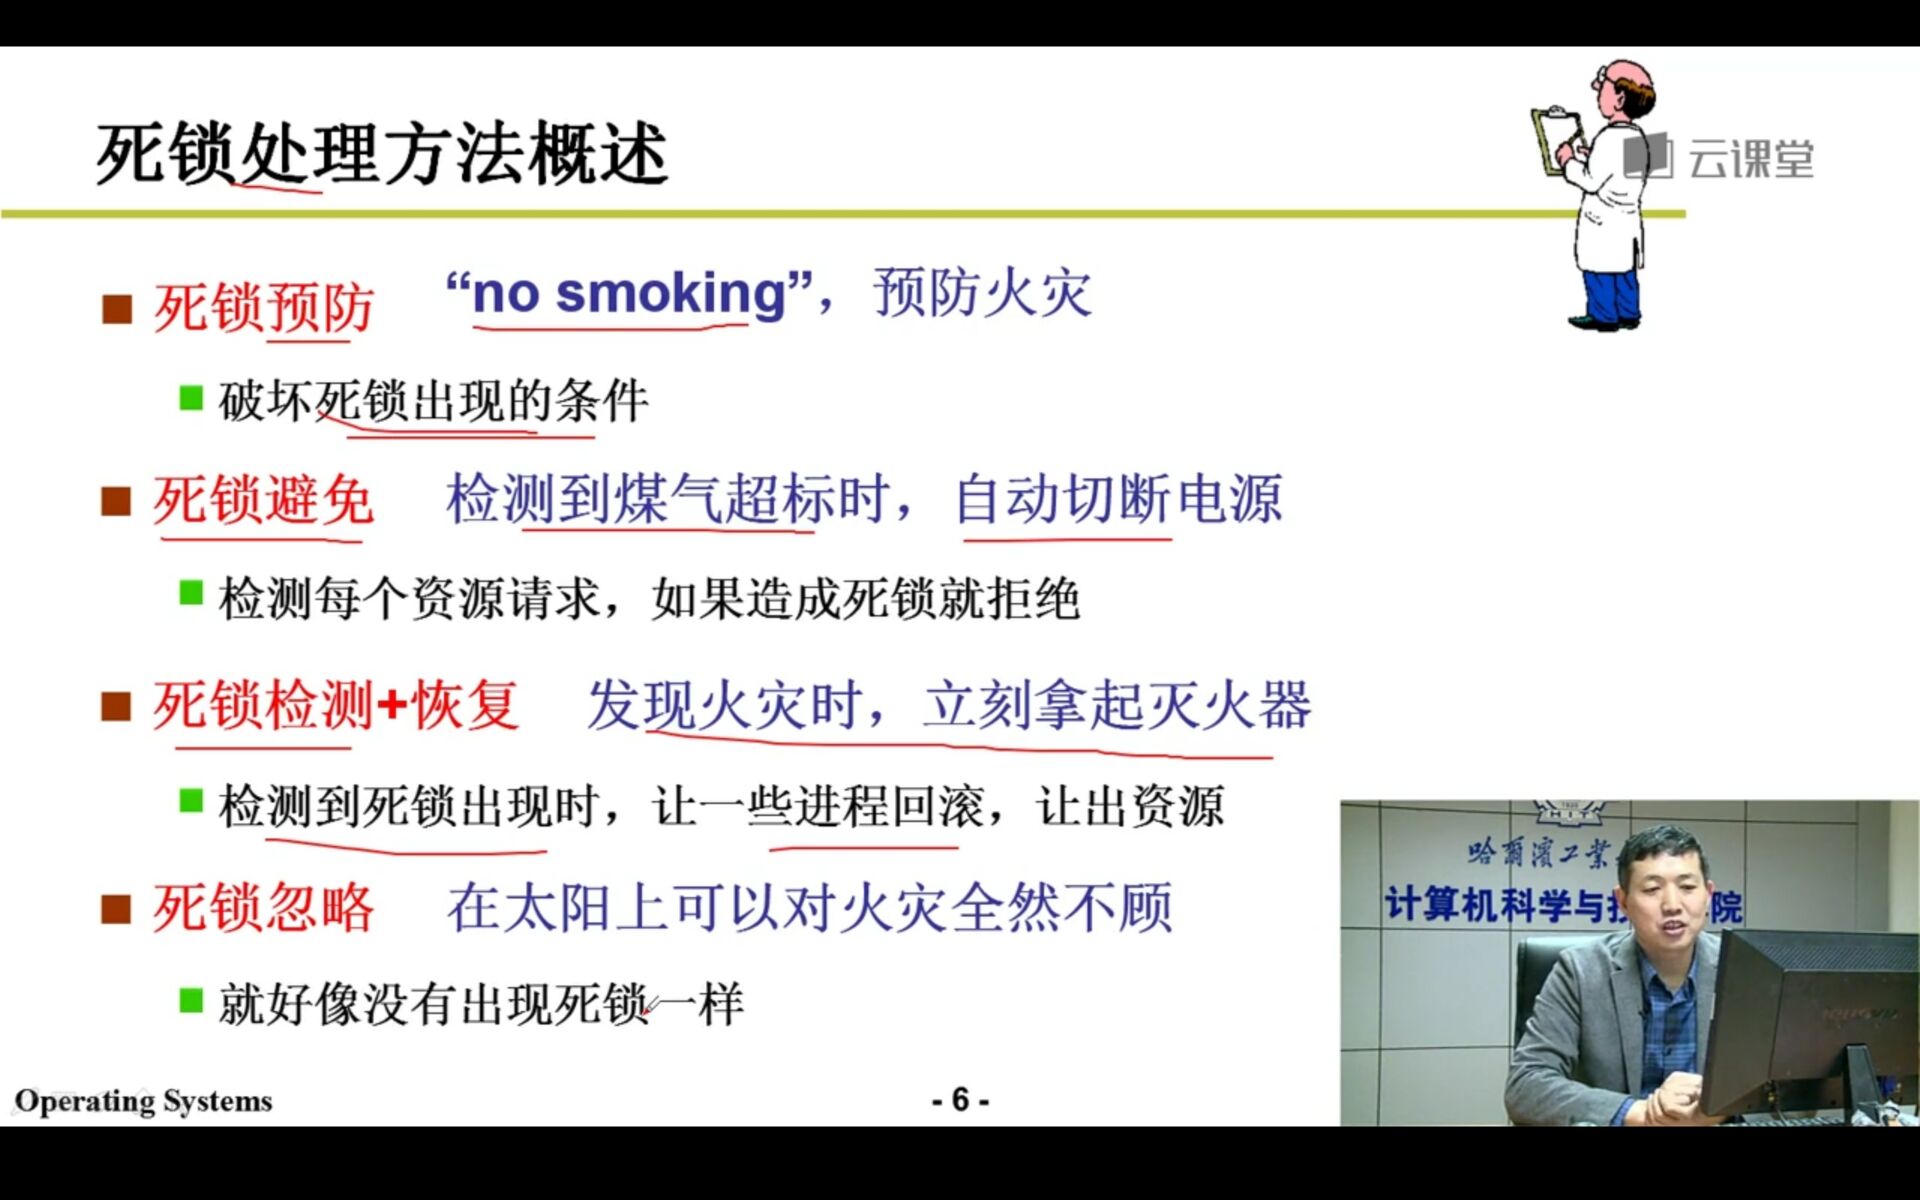 死锁处理方法概述
云课堂
死锁预防 “no smoking”，预防火灾
破坏死锁出现的条件
死锁避免 检测到煤气超标时，自动切断电源
检测每个资源请求，如果造成死锁就拒绝
死锁检测+恢复 发现火灾时，立刻拿起灭火器
检测到死锁出现时，让一些进程回滚，让出资源
死锁忽略 在太阳上可以对火灾全然不顾
就好像没有出现死锁一样
HIT
哈爾濱工業
计算机科学与技 院
Operating Systems
- 6 -